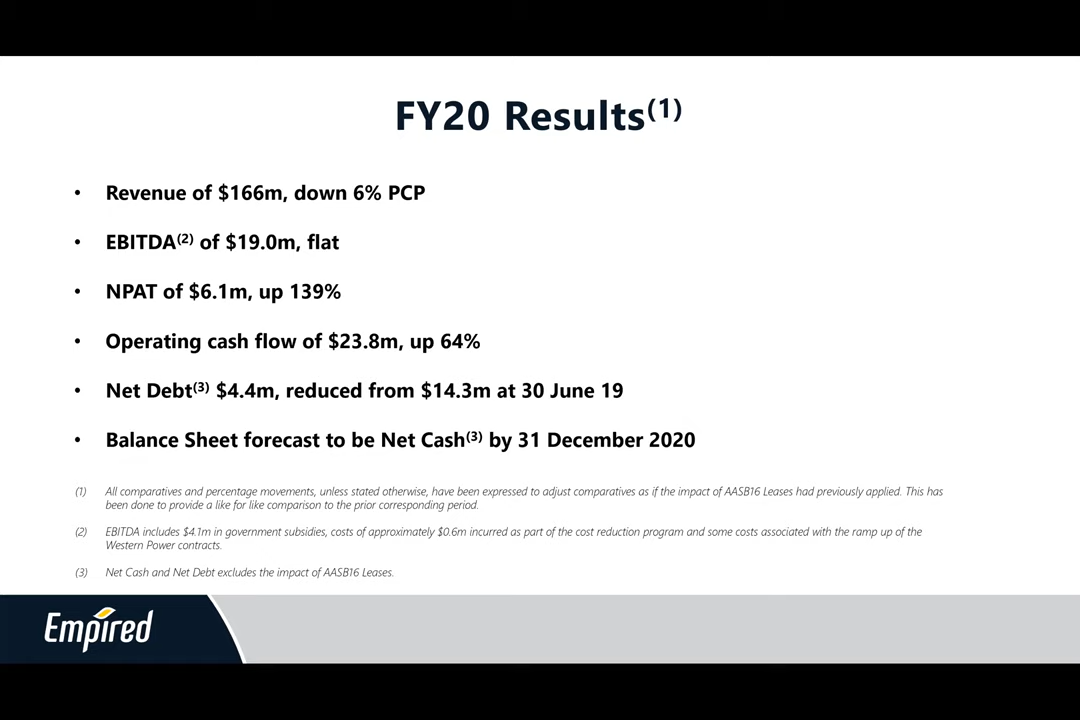 FY20 Results(1)
• Revenue of $166m, down 6% PCP
• EBITDA(2) of $19.0m, flat
• NPAT of $6.1m, up 139%
• Operating cash flow of $23.8m, up 64%
• Net Debt(3) $4.4m, reduced from $14.3m at 30 June 19
• Balance Sheet forecast to be Net Cash(3) by 31 December 2020
(1) All comparatives and percentage movements, unless stated otherwise, have been expressed to adjust comparatives as if the impact of AASB16 Leases had previously applied. This has
been done to provide a like for like comparison to the prior corresponding period.
(2) EBITDA includes $4.1m in government subsidies, costs of approximately $0.6m incurred as part of the cost reduction program and some costs associated with the ramp up of the
Western Power contracts.
(3) Net Cash and Net Debt excludes the impact of AASB16 Leases.
Empired